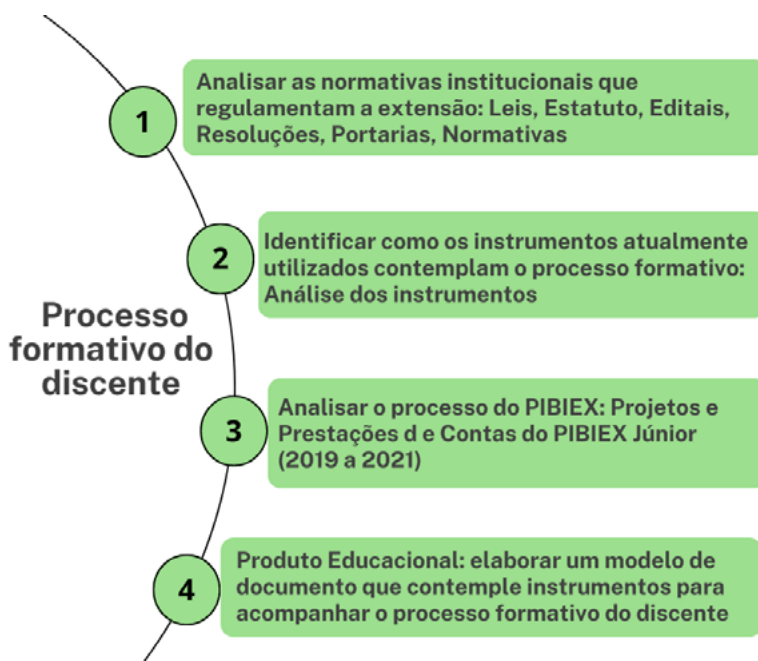 Processo
formativo do
discente
1
Analisar as normativas institucionais que
regulamentam a extensão: Leis, Estatuto, Editais,
Resoluções, Portarias, Normativas
2
Identificar como os instrumentos atualmente
utilizados contemplam o processo formativo:
Análise dos instrumentos
3
Analisar o processo do PIBIEX: Projetos e
Prestações d e Contas do PIBIEX Júnior
(2019 a 2021)
4
Produto Educacional: elaborar um modelo de
documento que contemple instrumentos para
acompanhar o processo formativo do discente